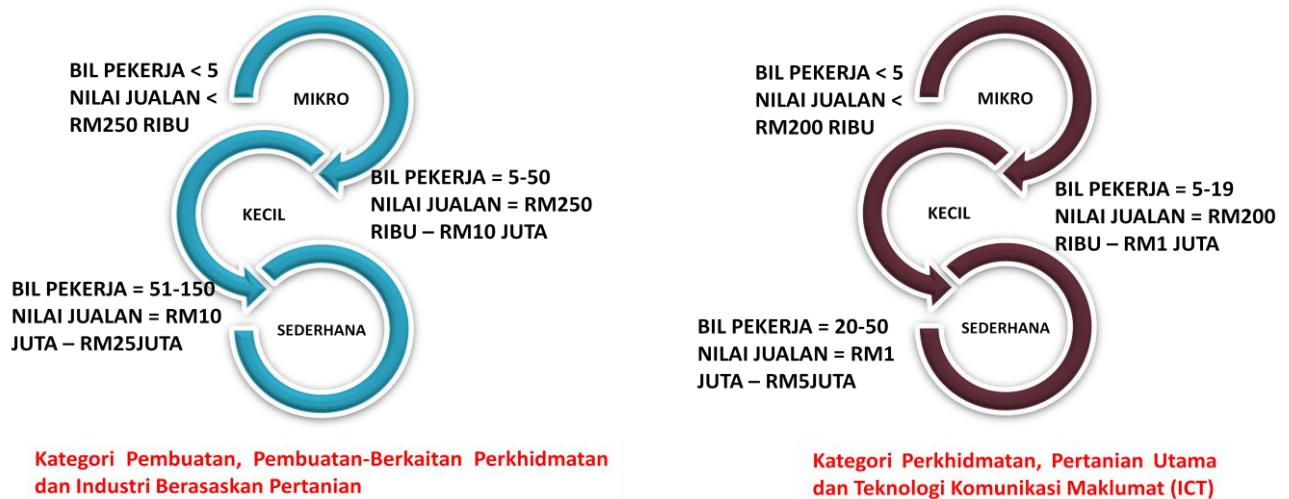 BIL PEKERJA < 5
NILAI JUALAN <
RM250 RIBU
MIKRO
BIL PEKERJA = 5-50
NILAI JUALAN = RM250
RIBU – RM10 JUTA
KECIL
BIL PEKERJA = 51-150
NILAI JUALAN = RM10
JUTA – RM25JUTA
SEDERHANA
Kategori Pembuatan, Pembuatan-Berkaitan Perkhidmatan
dan Industri Berasaskan Pertanian
BIL PEKERJA < 5
NILAI JUALAN <
RM200 RIBU
MIKRO
BIL PEKERJA = 5-19
NILAI JUALAN = RM200
RIBU – RM1 JUTA
KECIL
BIL PEKERJA = 20-50
NILAI JUALAN = RM1
JUTA – RM5JUTA
SEDERHANA
Kategori Perkhidmatan, Pertanian Utama
dan Teknologi Komunikasi Maklumat (ICT)